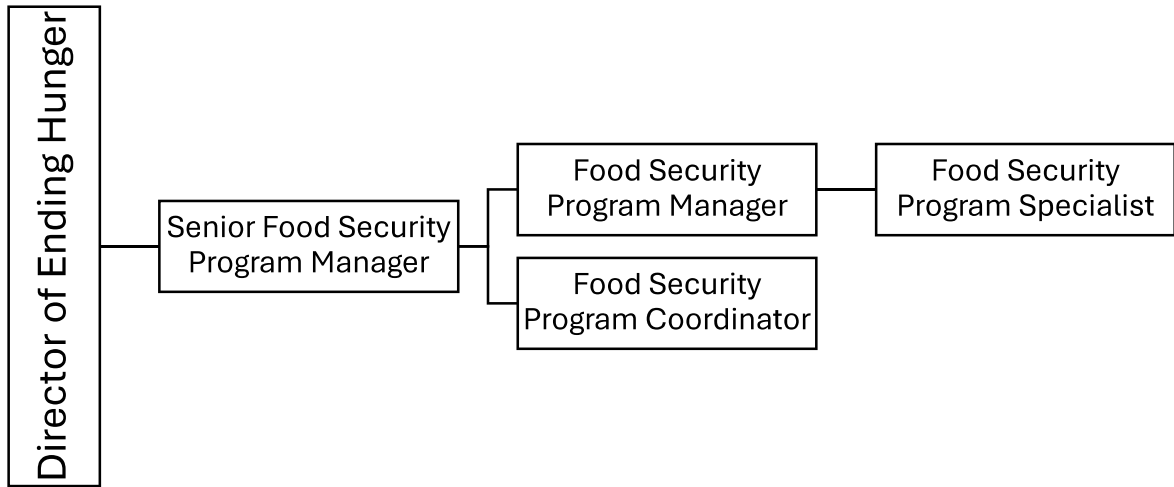 Director of Ending Hunger
Senior Food Security
Program Manager
Food Security
Program Manager
Food Security
Program Coordinator
Food Security
Program Specialist